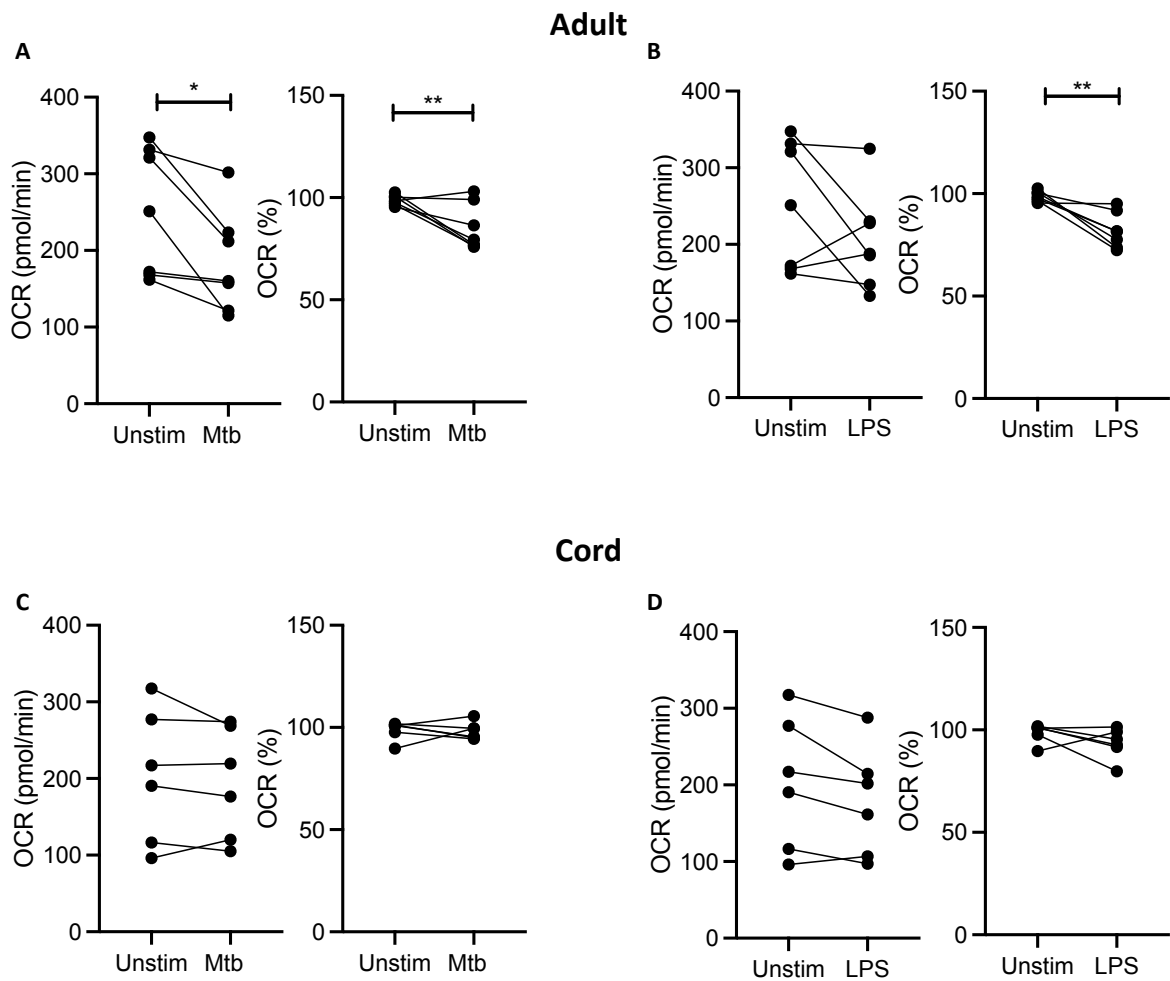 Adult
A
*
400
300
200
100
0
OCR (pmol/min)
Unstim Mtb
**
150
100
50
0
OCR (%)
Unstim Mtb
B
400
300
200
100
0
OCR (pmol/min)
Unstim LPS
**
150
100
50
0
OCR (%)
Unstim LPS
Cord
C
400
300
200
100
0
OCR (pmol/min)
Unstim Mtb
150
100
50
0
OCR (%)
Unstim Mtb
D
400
300
200
100
0
OCR (pmol/min)
Unstim LPS
150
100
50
0
OCR (%)
Unstim LPS